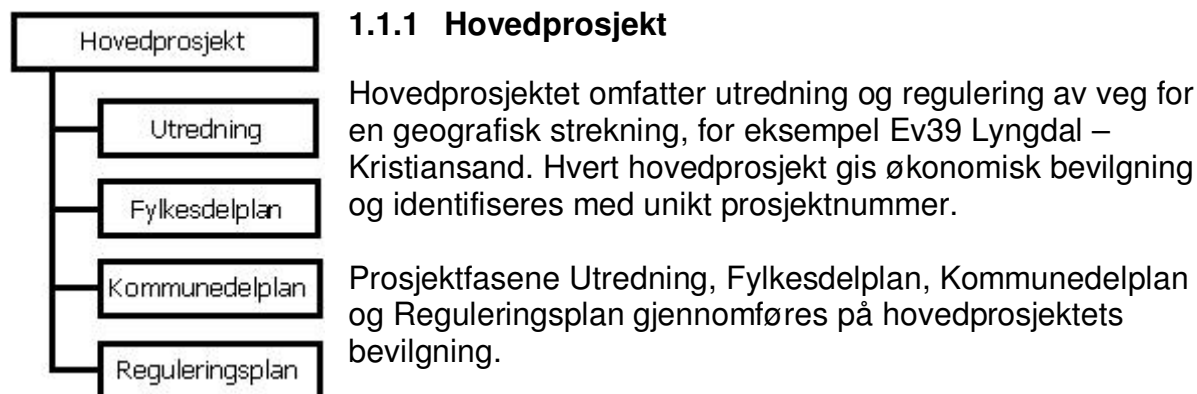 Hovedprosjekt
Utredning
Fylkesdelplan
Kommunedelplan
Reguleringsplan
1.1.1 Hovedprosjekt
Hovedprosjektet omfatter utredning og regulering av veg for
en geografisk strekning, for eksempel Ev39 Lyngdal –
Kristiansand. Hvert hovedprosjekt gis økonomisk bevilgning
og identifiseres med unikt prosjektnummer.
Prosjektfasene Utredning, Fylkesdelplan, Kommunedelplan
og Reguleringsplan gjennomføres på hovedprosjektets
bevilgning.